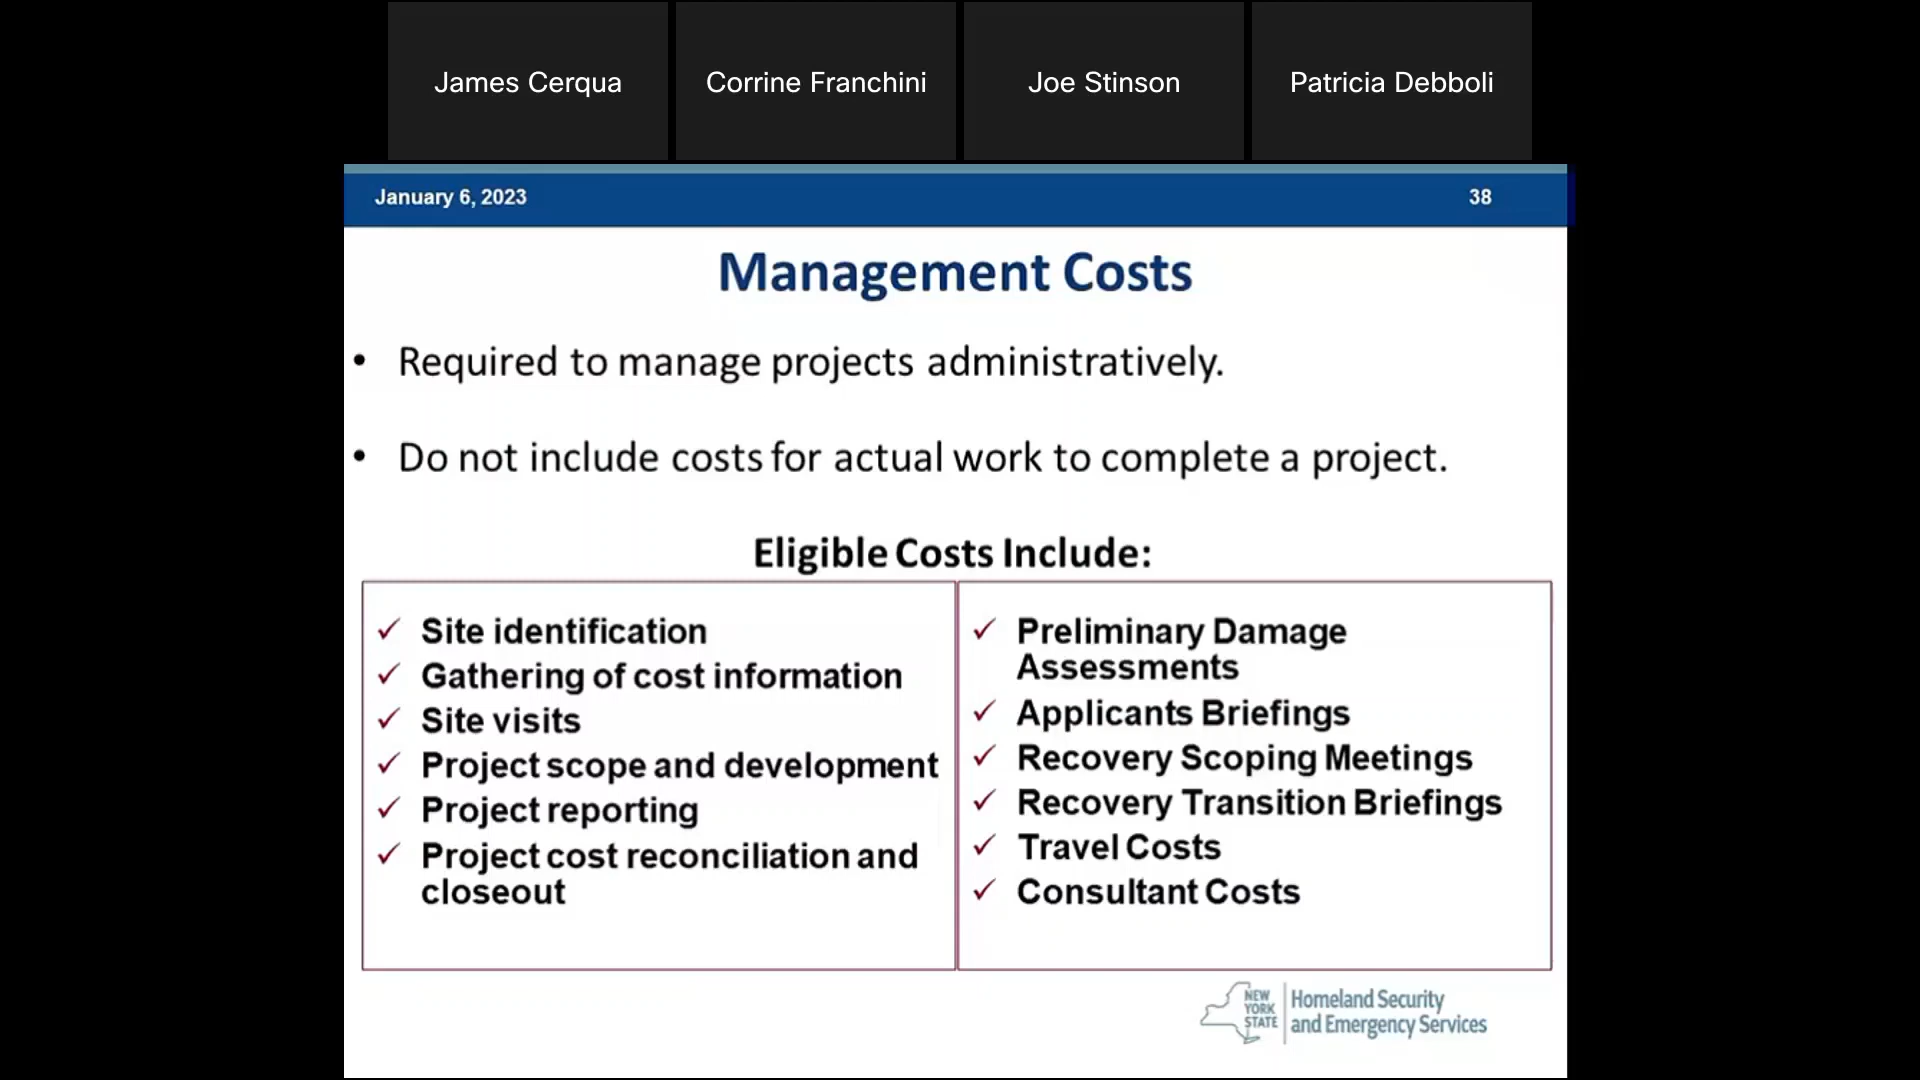 James Cerqua
Corrine Franchini
Joe Stinson
Patricia Debboli
January 6, 2023
38
Management Costs
• Required to manage projects administratively.
• Do not include costs for actual work to complete a project.
Eligible Costs Include:
✓ Site identification
✓ Gathering of cost information
✓ Site visits
✓ Project scope and development
✓ Project reporting
✓ Project cost reconciliation and
closeout
✓ Preliminary Damage
Assessments
✓ Applicants Briefings
✓ Recovery Scoping Meetings
✓ Recovery Transition Briefings
✓ Travel Costs
✓ Consultant Costs
NEW
YORK
STATE
Homeland Security
and Emergency Services